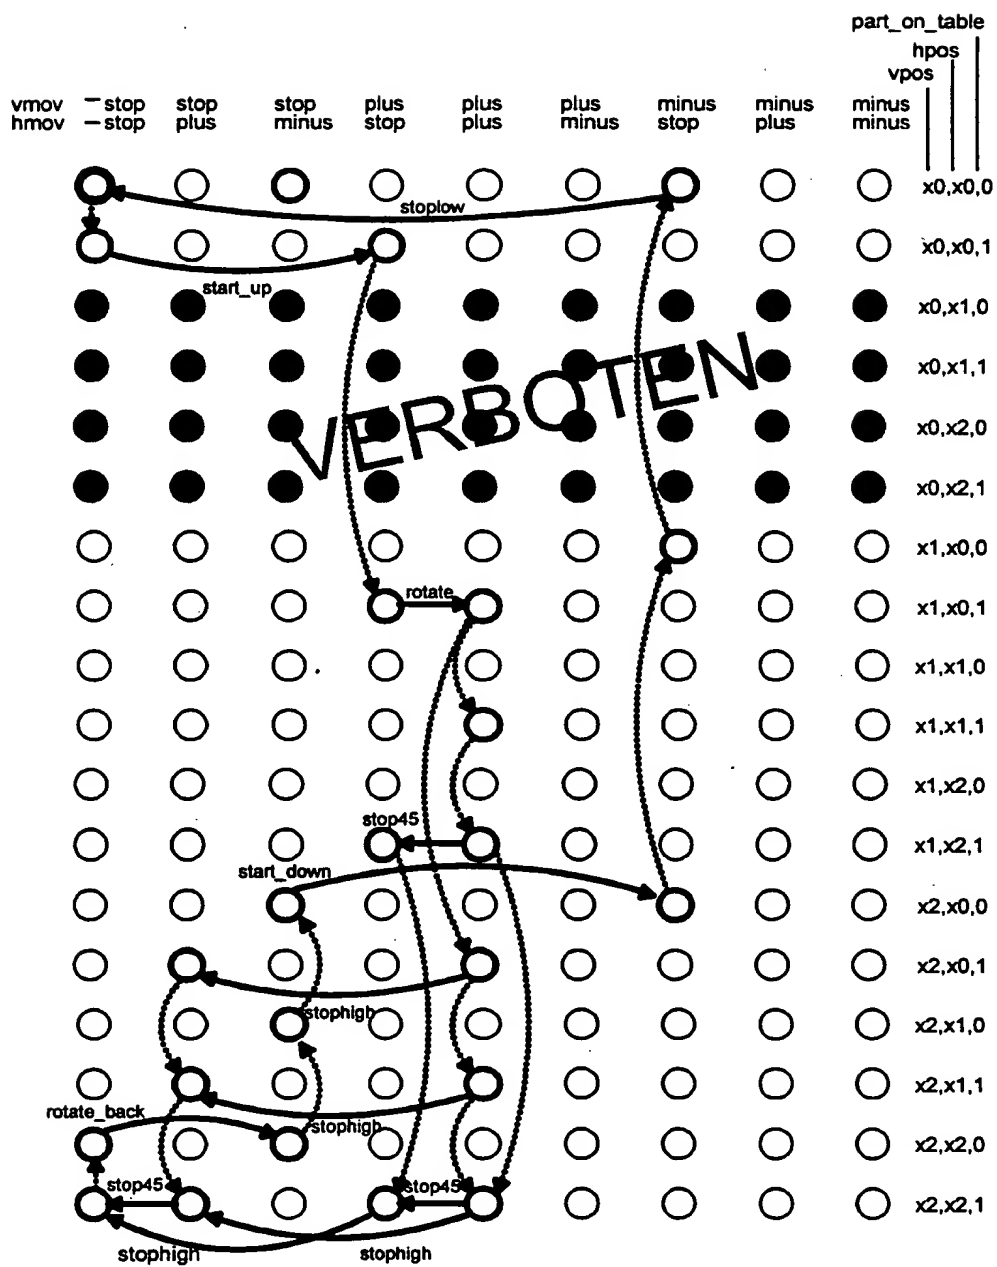 part_on_table
hpos
vpos
vmov stop stop stop plus plus plus minus minus minus
hmov stop plus minus stop plus minus stop plus minus
x0,x0,0
stoplow
x0,x0,1
start_up
x0,x1,0
x0,x1,1
VERBOTEN
x0,x2,0
x0,x2,1
x1,x0,0
rotate
x1,x0,1
x1,x1,0
x1,x1,1
x1,x2,0
stop45
x1,x2,1
start_down
x2,x0,0
x2,x0,1
stophigh
x2,x1,0
x2,x1,1
rotate_back
stophigh
x2,x2,0
stop45 stop45
x2,x2,1
stophigh stophigh